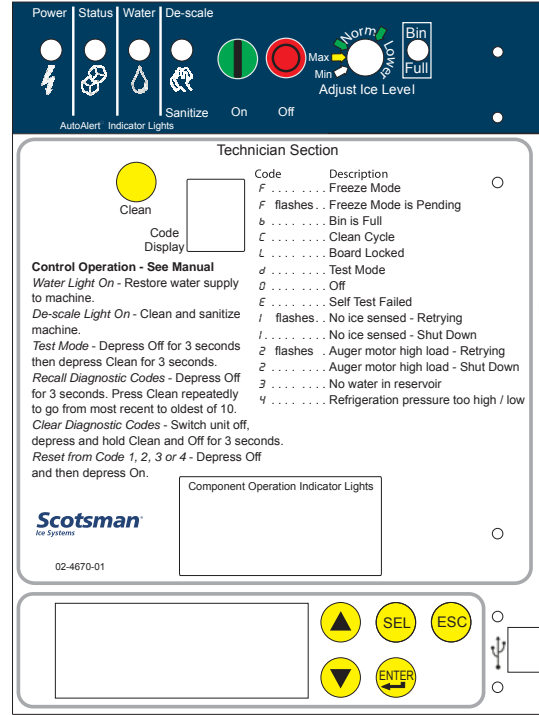 Power Status Water De-scale
Norm
Lower
Max
Min
Bin
Full
Adjust Ice Level
Sanitize On Off
AutoAlert Indicator Lights
Technician Section
Clean
Code
Display
Code Description
F . . . . . . . . Freeze Mode
F flashes . . Freeze Mode is Pending
b . . . . . . . . Bin is Full
C . . . . . . . . Clean Cycle
L . . . . . . . . Board Locked
d . . . . . . . . Test Mode
0 . . . . . . . . Off
E . . . . . . . . Self Test Failed
1 flashes. . No ice sensed - Retrying
1. . . . . . . . . No ice sensed - Shut Down
2 flashes . Auger motor high load - Retrying
2 . . . . . . . . Auger motor high load - Shut Down
3 . . . . . . . . No water in reservoir
4 . . . . . . . . Refrigeration pressure too high / low
Control Operation - See Manual
Water Light On - Restore water supply
to machine.
De-scale Light On - Clean and sanitize
machine.
Test Mode - Depress Off for 3 seconds
then depress Clean for 3 seconds.
Recall Diagnostic Codes - Depress Off
for 3 seconds. Press Clean repeatedly
to go from most recent to oldest of 10.
Clear Diagnostic Codes - Switch unit off,
depress and hold Clean and Off for 3 seconds.
Reset from Code 1, 2, 3 or 4 - Depress Off
and then depress On.
Component Operation Indicator Lights
Scotsman
Ice Systems
02-4670-01
SEL ESC
ENTER